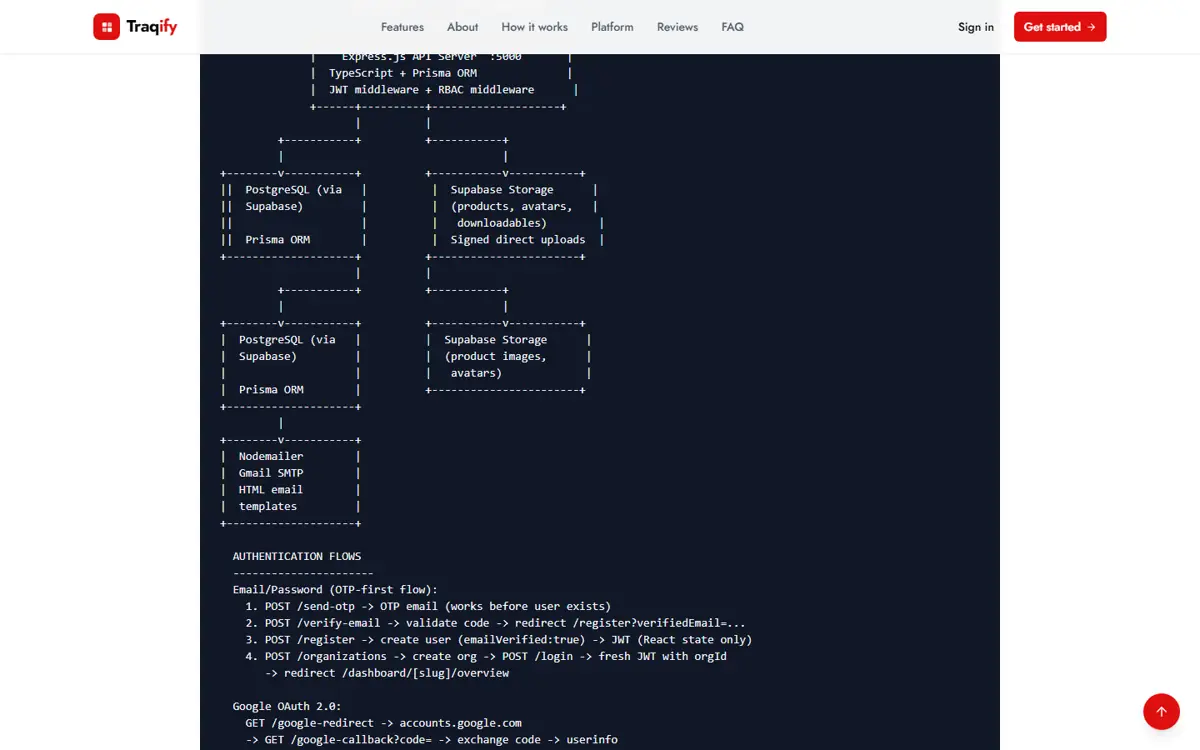 Traqify Features About How it works Platform Reviews FAQ Sign in Get started →
|    Express.js API Server  :5000       |
|  TypeScript + Prisma ORM              |
|  JWT middleware + RBAC middleware      |
+------+----------+--------------------+
|          |
+-----------+          +-----------+
|                                  |
+--------v-----------+          +-----------v-----------+
||  PostgreSQL (via   |          |  Supabase Storage      |
||  Supabase)         |          |  (products, avatars,   |
||                    |          |   downloadables)        |
||  Prisma ORM        |          |  Signed direct uploads  |
+--------------------+          +-----------------------+
|          |
+-----------+          +-----------+
|                                  |
+--------v-----------+          +-----------v-----------+
|  PostgreSQL (via   |          |  Supabase Storage      |
|  Supabase)         |          |  (product images,      |
|                    |          |   avatars)             |
|  Prisma ORM        |          +-----------------------+
+--------------------+
|
+--------v-----------+
|  Nodemailer        |
|  Gmail SMTP        |
|  HTML email        |
|  templates         |
+--------------------+
AUTHENTICATION FLOWS
----------------------
Email/Password (OTP-first flow):
1. POST /send-otp -> OTP email (works before user exists)
2. POST /verify-email -> validate code -> redirect /register?verifiedEmail=...
3. POST /register -> create user (emailVerified:true) -> JWT (React state only)
4. POST /organizations -> create org -> POST /login -> fresh JWT with orgId
-> redirect /dashboard/[slug]/overview
Google OAuth 2.0:
GET /google-redirect -> accounts.google.com
-> GET /google-callback?code= -> exchange code -> userinfo